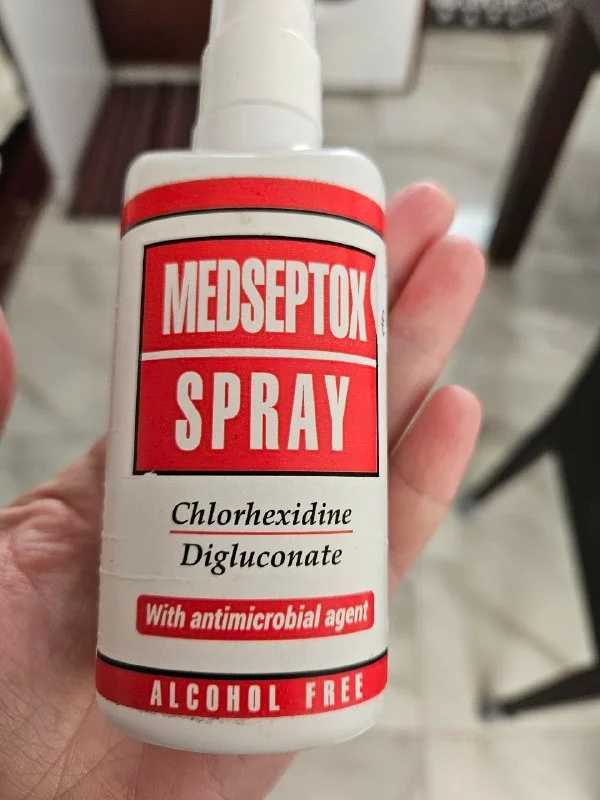 MEDSEPTOX
SPRAY
Chlorhexidine
Digluconate
With antimicrobial agent
ALCOHOL FREE